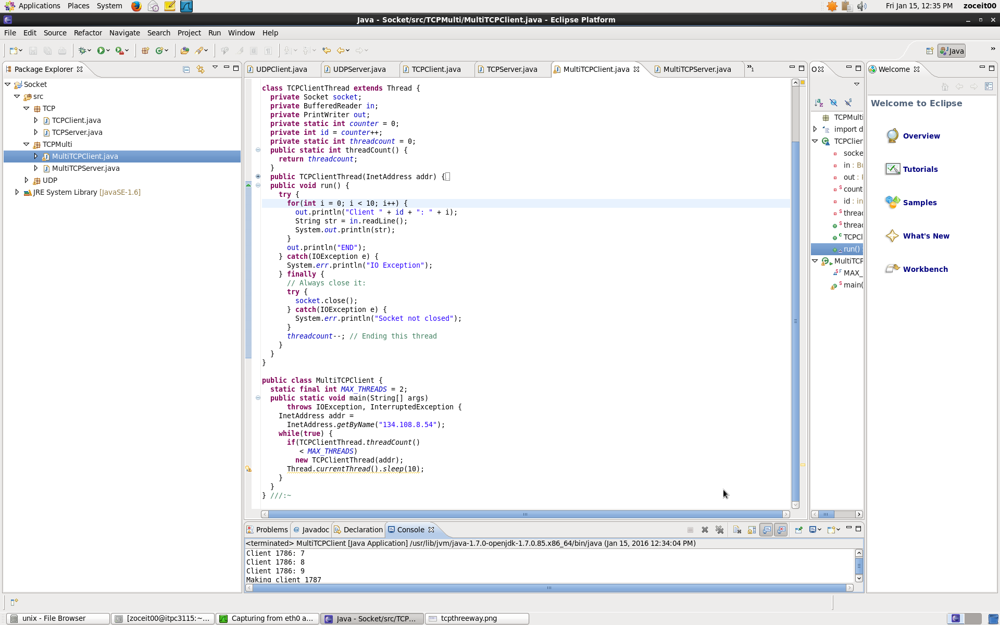 Applications Places System
Fri Jan 15, 12:35 PM zoceit00
Java - Socket/src/TCPMulti/MultiTCPClient.java - Eclipse Platform
File Edit Source Refactor Navigate Search Project Run Window Help
Java
Package Explorer
Socket
src
TCP
TCPClient.java
TCPServer.java
TCPMulti
MultiTCPClient.java
MultiTCPServer.java
UDP
JRE System Library [JavaSE-1.6]
UDPClient.java UDPServer.java TCPClient.java TCPServer.java MultiTCPClient.java MultiTCPServer.java »1
class TCPClientThread extends Thread {
private Socket socket;
private BufferedReader in;
private PrintWriter out;
private static int counter = 0;
private int id = counter++;
private static int threadcount = 0;
public static int threadCount() {
return threadcount;
}
public TCPClientThread(InetAddress addr) {
public void run() {
try {
for(int i = 0; i < 10; i++) {
out.println("Client " + id + ": " + i);
String str = in.readLine();
System.out.println(str);
}
out.println("END");
} catch(IOException e) {
System.err.println("IO Exception");
} finally {
// Always close it:
try {
socket.close();
} catch(IOException e) {
System.err.println("Socket not closed");
}
threadcount--; // Ending this thread
}
}
}
public class MultiTCPClient {
static final int MAX_THREADS = 2;
public static void main(String[] args)
throws IOException, InterruptedException {
InetAddress addr =
InetAddress.getByName("134.108.8.54");
while(true) {
if(TCPClientThread.threadCount()
< MAX_THREADS)
new TCPClientThread(addr);
Thread.currentThread().sleep(10);
}
}
} ///:~
O
TCPMulti
import d
TCPClier
socke
in : Bu
out : 
count
id : in
threa
threa
TCPCl
run()
MultiTCP
MAX_
main(
Welcome
Welcome to Eclipse
Overview
Tutorials
Samples
What's New
Workbench
Problems @ Javadoc Declaration Console
<terminated> MultiTCPClient [Java Application] /usr/lib/jvm/java-1.7.0-openjdk-1.7.0.85.x86_64/bin/java (Jan 15, 2016 12:34:04 PM)
Client 1786: 7
Client 1786: 8
Client 1786: 9
Making client 1787
unix - File Browser [zoceit00@itpc3115:~... Capturing from eth0 a... Java - Socket/src/TCP... tcpthreeway.png